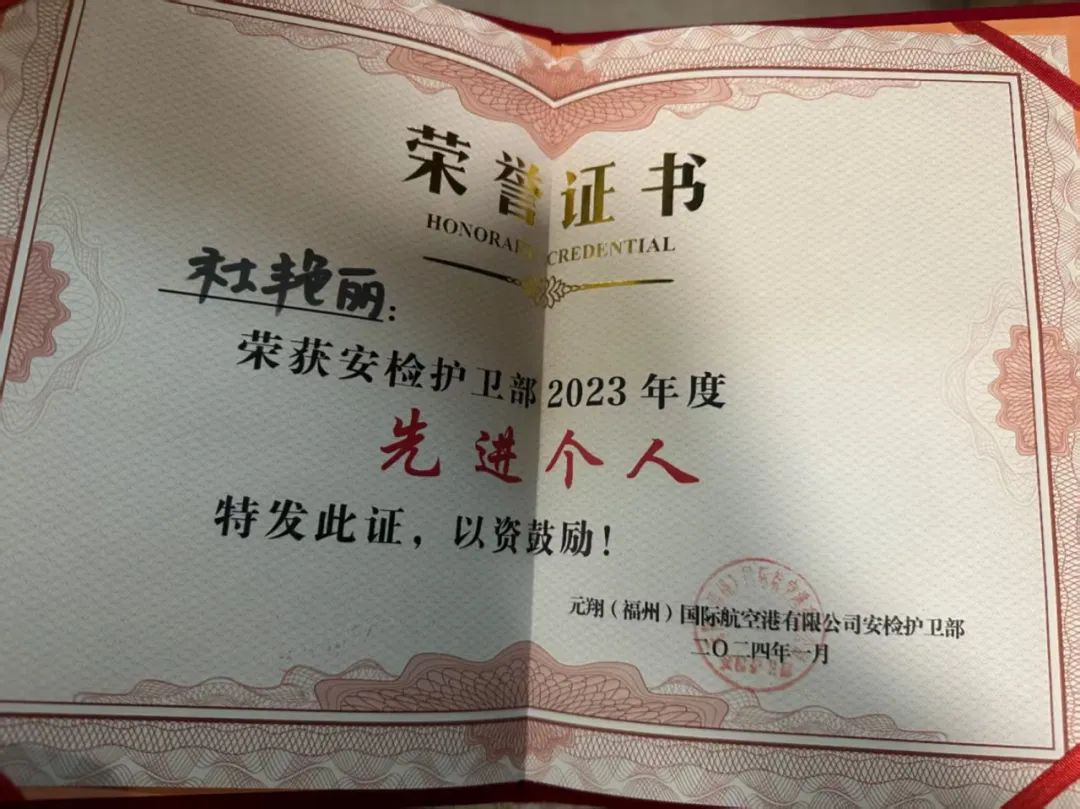 荣誉证书
HONORARY CREDENTIAL
杜艳丽:
荣获安检护卫部2023年度
先进个人
特发此证，以资鼓励！
元翔（福州）国际航空港有限公司安检护卫部
二〇二四年一月